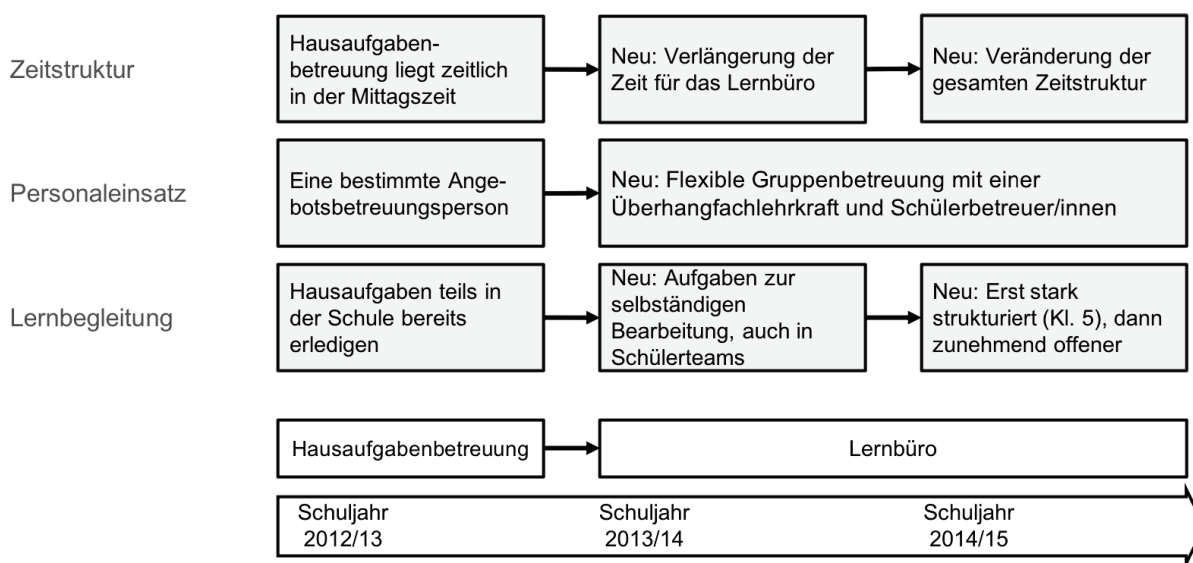 Zeitstruktur
Hausaufgaben-
betreuung liegt zeitlich
in der Mittagszeit
Neu: Verlängerung der
Zeit für das Lernbüro
Neu: Veränderung der
gesamten Zeitstruktur
Personaleinsatz
Eine bestimmte Ange-
botsbetreuungsperson
Neu: Flexible Gruppenbetreuung mit einer
Überhangfachlehrkraft und Schülerbetreuer/innen
Lernbegleitung
Hausaufgaben teils in
der Schule bereits
erledigen
Neu: Aufgaben zur
selbständigen
Bearbeitung, auch in
Schülerteams
Neu: Erst stark
strukturiert (Kl. 5), dann
zunehmend offener
Hausaufgabenbetreuung
Lernbüro
Schuljahr
2012/13
Schuljahr
2013/14
Schuljahr
2014/15